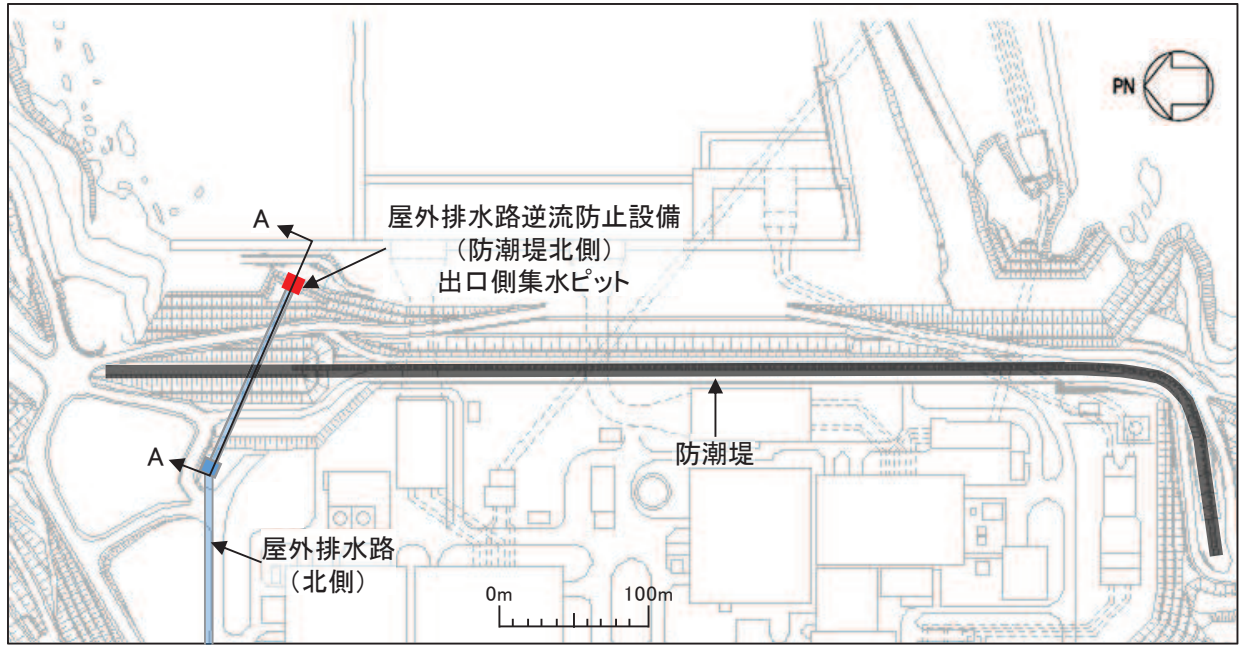 PN
A
屋外排水路逆流防止設備
（防潮堤北側）
出口側集水ピット
A
防潮堤
屋外排水路
（北側）
0m
100m